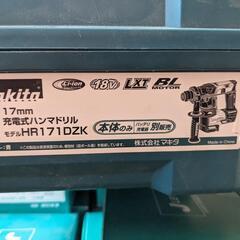 akita
Li-ion 18V LXT BL MOTOR
17mm
充電式ハンマドリル
モデルHR171DZK
本体のみ バッテリ 充電器 別販売
株式会社マキタ
Made in China